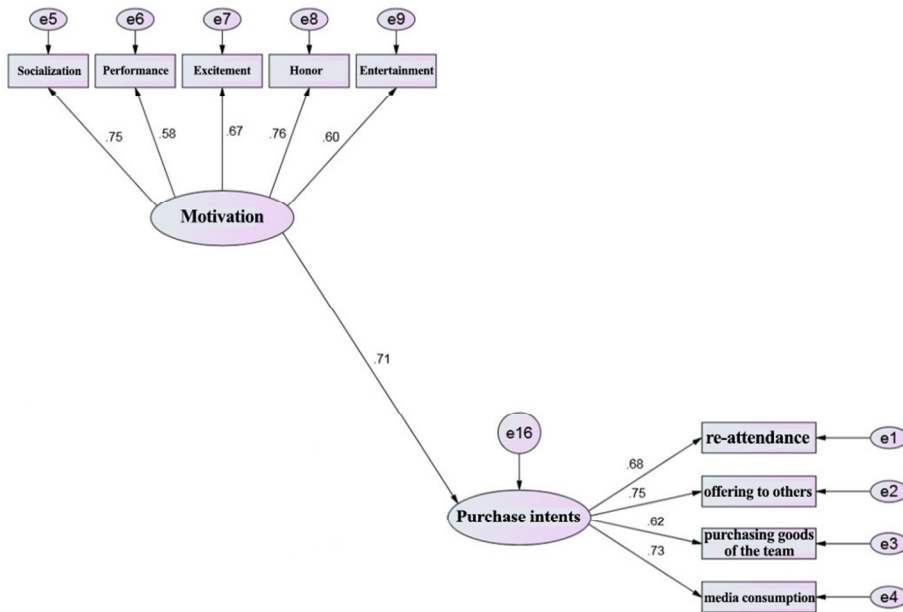 e5 e6 e7 e8 e9
Socialization Performance Excitement Honor Entertainment
.75 .58 .67 .76 .60
Motivation
.71
e16
re-attendance e1
.68
offering to others e2
.75
Purchase intents
.62
purchasing goods
of the team
e3
.73
media consumption e4